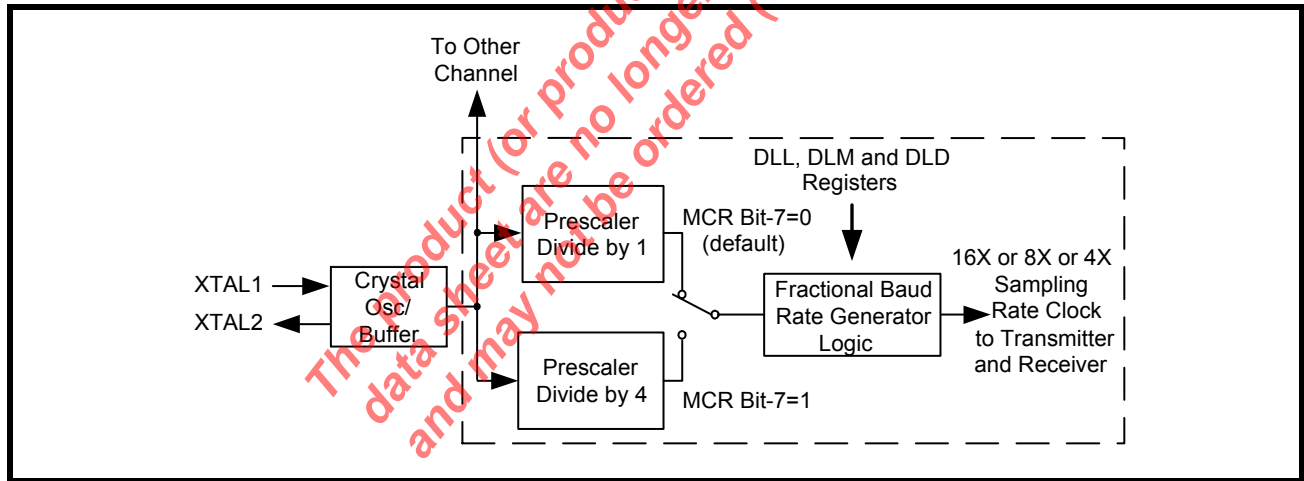 To Other
Channel
DLL, DLM and DLD
Registers
Prescaler
Divide by 1
MCR Bit-7=0
(default)
16X or 8X or 4X
Sampling
Rate Clock
to Transmitter
and Receiver
XTAL1
XTAL2
Crystal
Osc/
Buffer
Fractional Baud
Rate Generator
Logic
Prescaler
Divide by 4
MCR Bit-7=1
The product (or produc
data sheet are no longe
and may not be ordered (